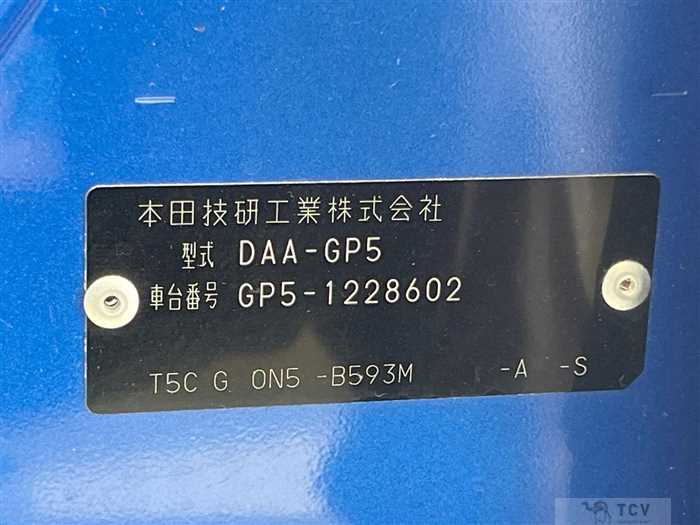 本田技研工業株式会社
型式 DAA-GP5
車台番号 GP5-1228602
T5C G 0N5 -B593M -A -S
TCV